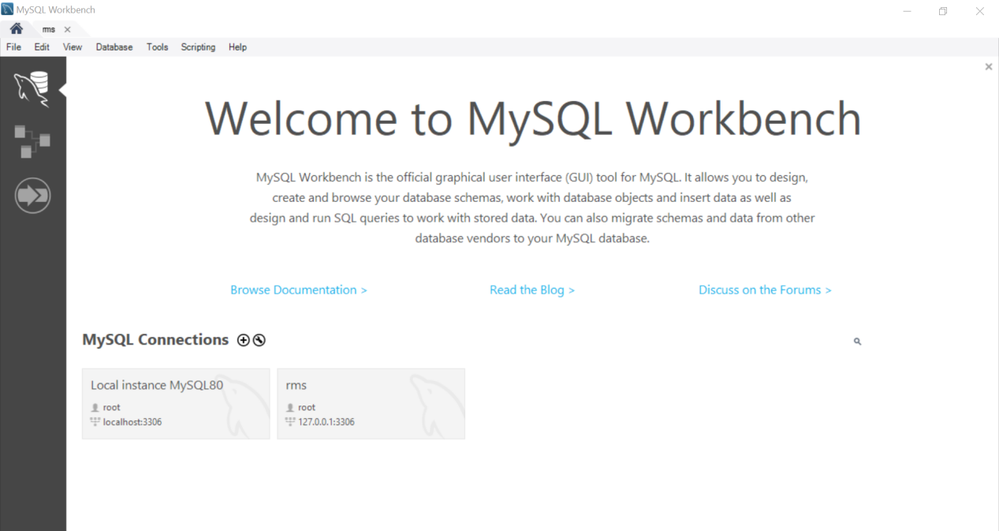 MySQL Workbench
rms
File Edit View Database Tools Scripting Help
Welcome to MySQL Workbench
MySQL Workbench is the official graphical user interface (GUI) tool for MySQL. It allows you to design,
create and browse your database schemas, work with database objects and insert data as well as
design and run SQL queries to work with stored data. You can also migrate schemas and data from other
database vendors to your MySQL database.
Browse Documentation > Read the Blog > Discuss on the Forums >
MySQL Connections
Local instance MySQL80
root
localhost:3306
rms
root
127.0.0.1:3306